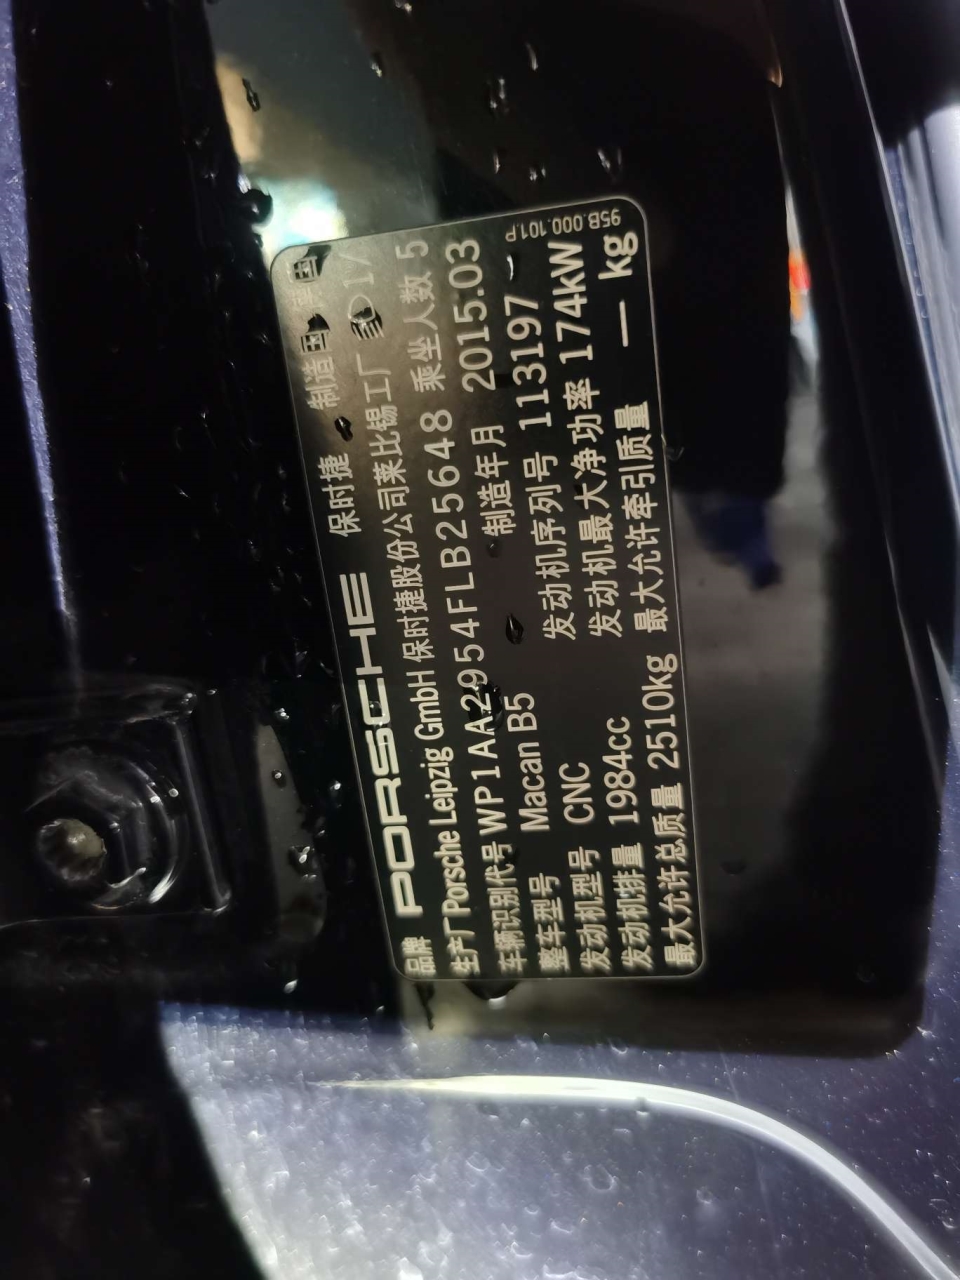 品牌 PORSCHE 保时捷 制造国 德国
生产厂 Porsche Leipzig GmbH 保时捷股份公司莱比锡工厂 17
车辆识别代号 WP1AA2954FLB25648 乘坐人数 5
整车型号 Macan B5 制造年月 2015.03
发动机型号 CNC 发动机序列号 113197
发动机排量 1984cc 发动机最大净功率 174kW
最大允许总质量 2510kg 最大允许牵引质量 — kg
95B.000.101.P